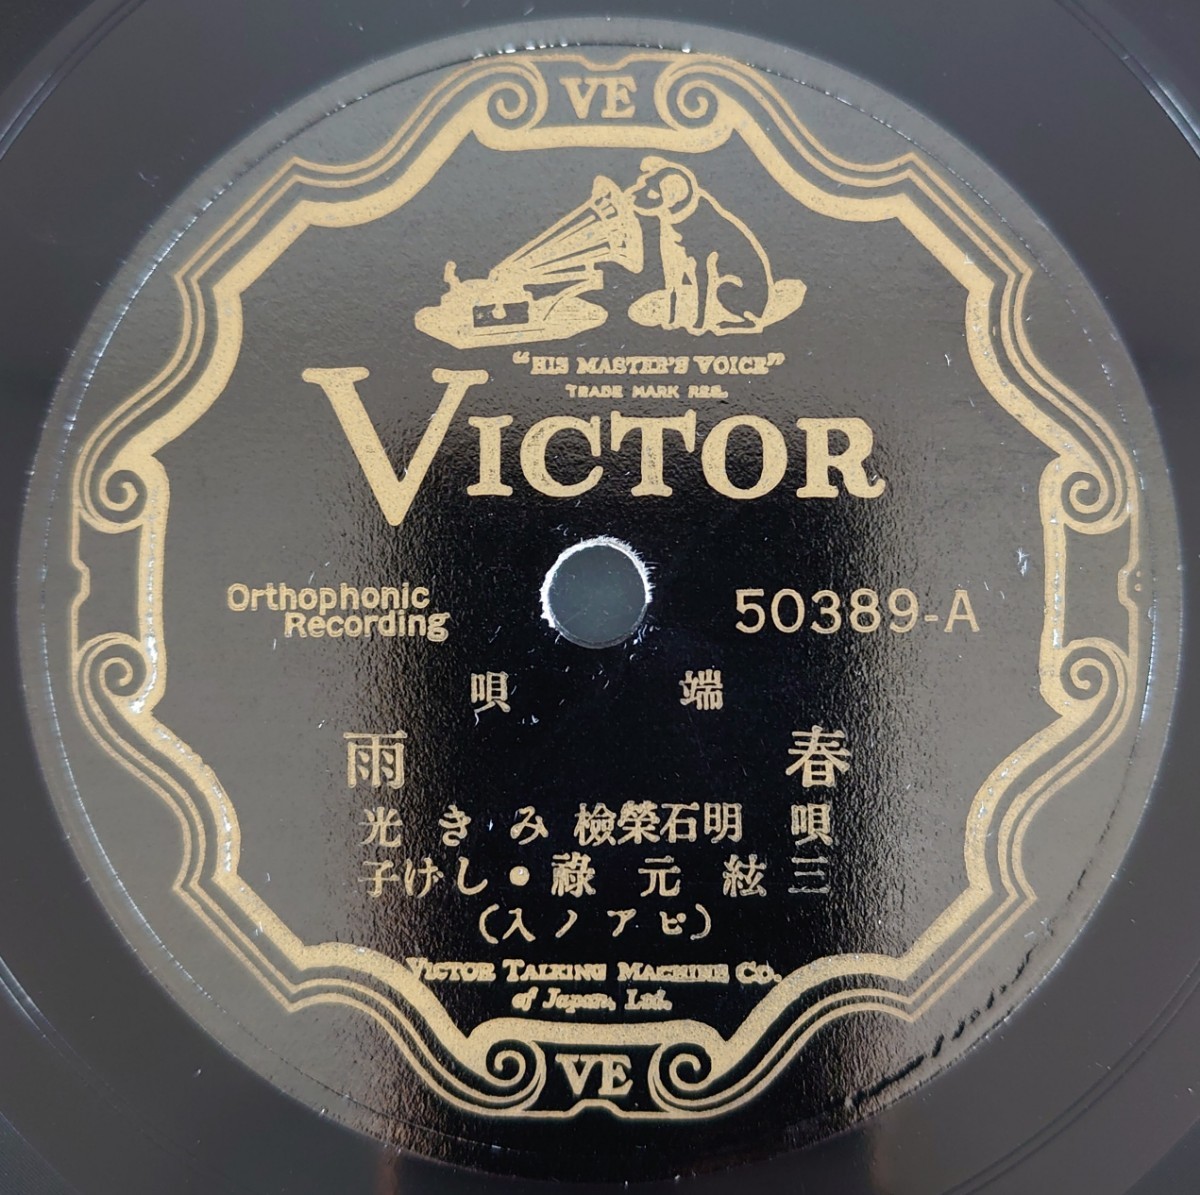 VE
"HIS MASTER'S VOICE"
TRADE MARK REG.
VICTOR
Orthophonic
Recording
50389-A
端唄
春雨
唄 明石榮檢 みき光
三絃 元祿・しげ子
(ピアノ入)
VICTOR TALKING MACHINE CO.
of Japan, Ltd.
VE